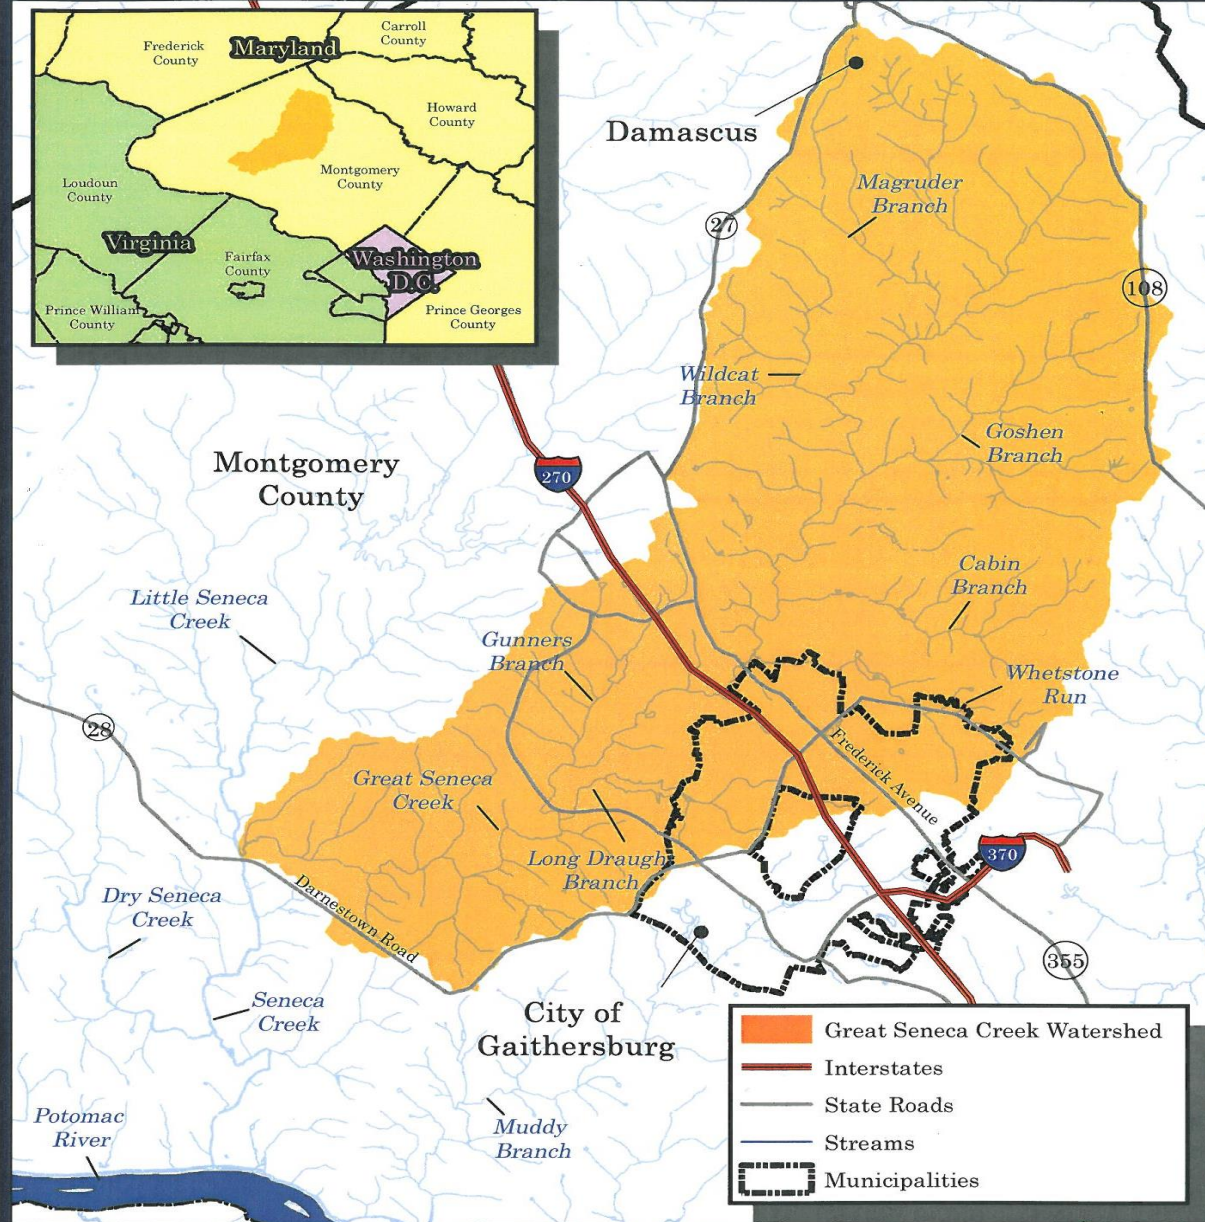 Frederick
County
Maryland
Carroll
County
Howard
County
Montgomery
County
Loudoun
County
Virginia
Fairfax
County
Washington
D.C.
Prince William
County
Prince Georges
County
Damascus
Magruder
Branch
27
108
Wildcat
Branch
Goshen
Branch
Montgomery
County
270
Cabin
Branch
Little Seneca
Creek
Gunners
Branch
Whetstone
Run
28
Frederick Avenue
Great Seneca
Creek
Long Draugh
Branch
370
Darnestown Road
Dry Seneca
Creek
355
Seneca
Creek
City of
Gaithersburg
Great Seneca Creek Watershed
Interstates
State Roads
Streams
Municipalities
Potomac
River
Muddy
Branch